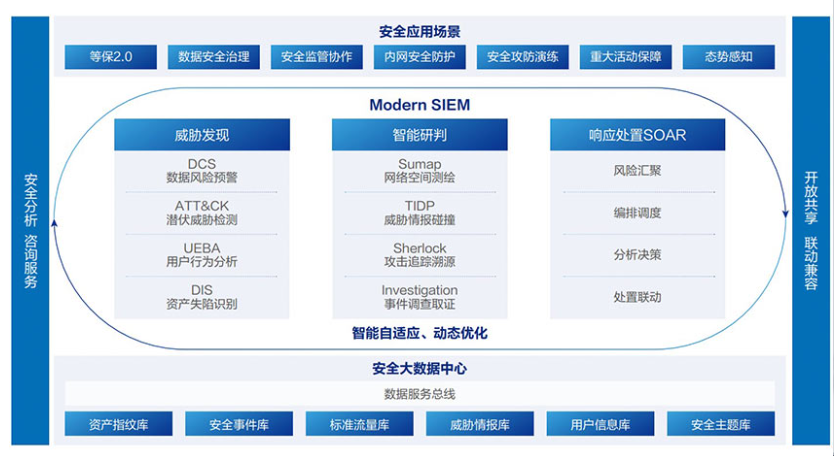 安全应用场景
等保2.0 数据安全治理 安全监管协作 内网安全防护 安全攻防演练 重大活动保障 态势感知
安全分析 咨询服务
Modern SIEM
威胁发现
DCS
数据风险预警
ATT&CK
潜伏威胁检测
UEBA
用户行为分析
DIS
资产失陷识别
智能研判
Sumap
网络空间测绘
TIDP
威胁情报碰撞
Sherlock
攻击追踪溯源
Investigation
事件调查取证
响应处置SOAR
风险汇聚
编排调度
分析决策
处置联动
智能自适应、动态优化
开放共享 联动兼容
安全大数据中心
数据服务总线
资产指纹库 安全事件库 标准流量库 威胁情报库 用户信息库 安全主题库